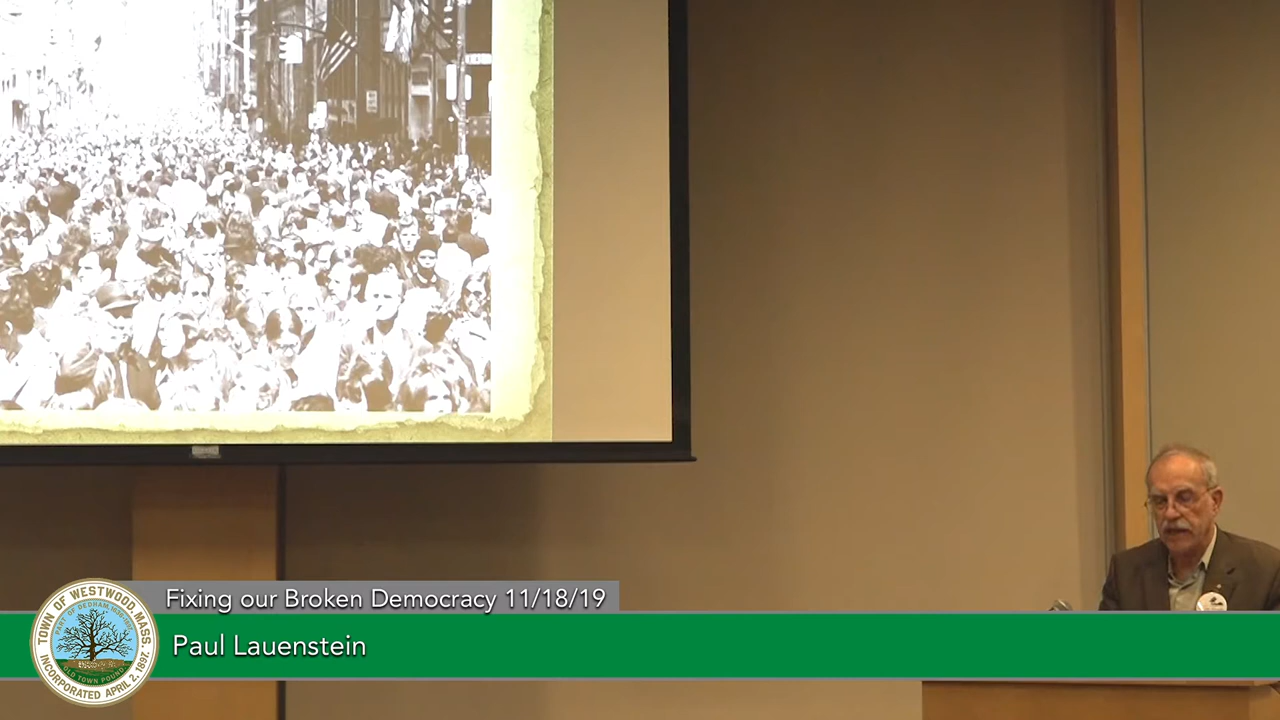 Fixing our Broken Democracy 11/18/19
Paul Lauenstein
TOWN OF WESTWOOD, MASS.
PART OF DEDHAM
OLD TOWN POUND
INCORPORATED APRIL 2, 1897.